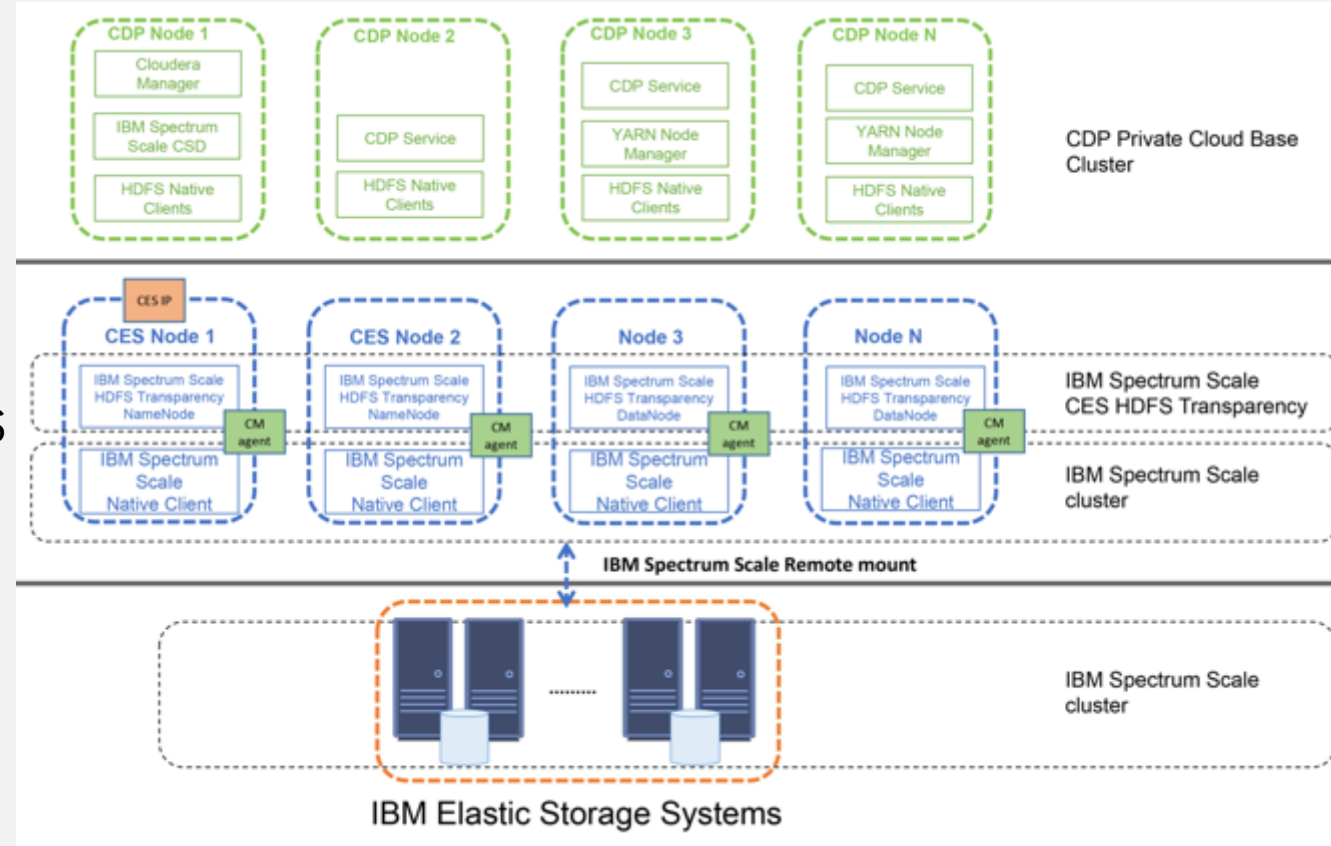 CDP Node 1
Cloudera
Manager
IBM Spectrum
Scale CSD
HDFS Native
Clients
CDP Node 2
CDP Service
HDFS Native
Clients
CDP Node 3
CDP Service
YARN Node
Manager
HDFS Native
Clients
CDP Node N
CDP Service
YARN Node
Manager
HDFS Native
Clients
CDP Private Cloud Base
Cluster
CES IP
CES Node 1
IBM Spectrum Scale
HDFS Transparency
NameNode
CM
agent
IBM Spectrum
Scale
Native Client
CES Node 2
IBM Spectrum Scale
HDFS Transparency
NameNode
CM
agent
IBM Spectrum
Scale
Native Client
Node 3
IBM Spectrum Scale
HDFS Transparency
DataNode
CM
agent
IBM Spectrum
Scale
Native Client
Node N
IBM Spectrum Scale
HDFS Transparency
DataNode
CM
agent
IBM Spectrum
Scale
Native Client
IBM Spectrum Scale
CES HDFS Transparency
IBM Spectrum Scale
cluster
IBM Spectrum Scale Remote mount
IBM Spectrum Scale
cluster
IBM Elastic Storage Systems